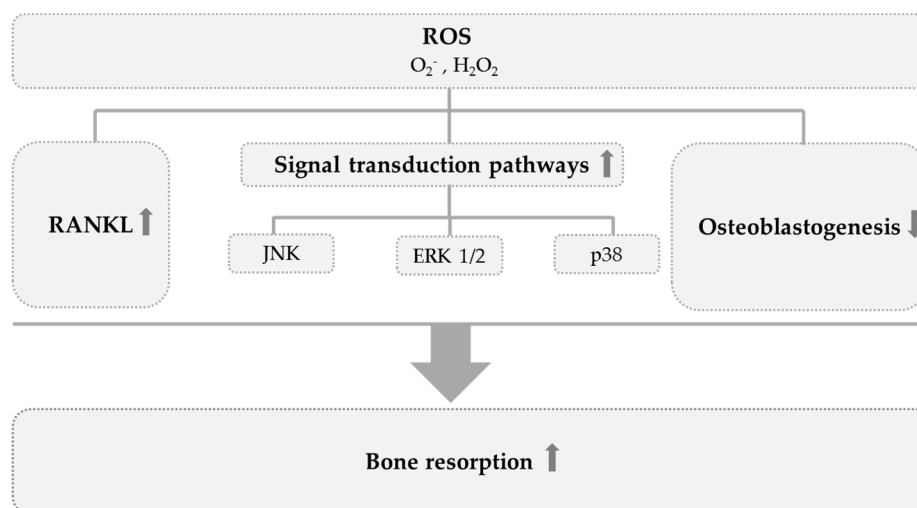 ROS
O₂⁻ , H₂O₂
Signal transduction pathways
RANKL
Osteoblastogenesis
JNK
ERK 1/2
p38
Bone resorption